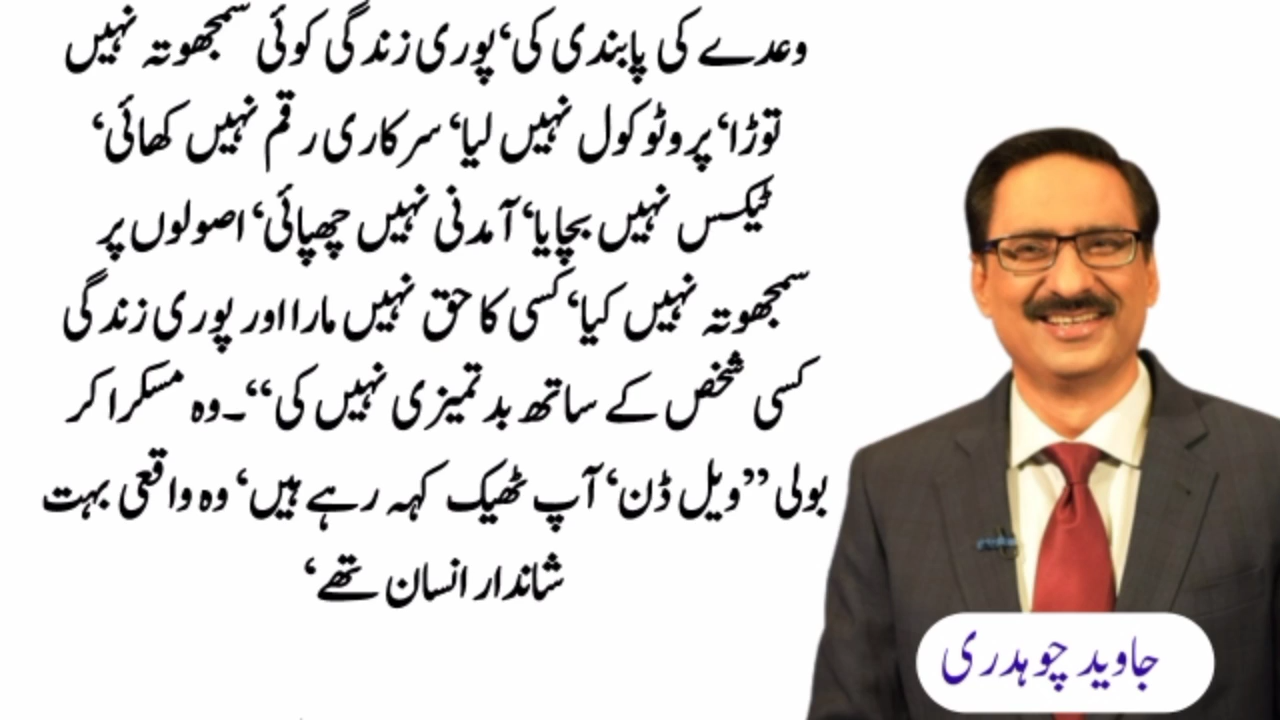 وعدے کی پابندی کی‘ پوری زندگی کوئی سمجھوتہ نہیں
توڑا‘ پروٹوکول نہیں لیا‘ سرکاری رقم نہیں کھائی‘
ٹیکس نہیں بچایا‘ آمدنی نہیں چھپائی‘ اصولوں پر
سمجھوتہ نہیں کیا‘ کسی کا حق نہیں مارا اور پوری زندگی
کسی شخص کے ساتھ بدتمیزی نہیں کی‘‘۔ وہ مسکرا کر
بولی ’’ویل ڈن‘ آپ ٹھیک کہہ رہے ہیں‘ وہ واقعی بہت
شاندار انسان تھے‘
جاوید چوہدری